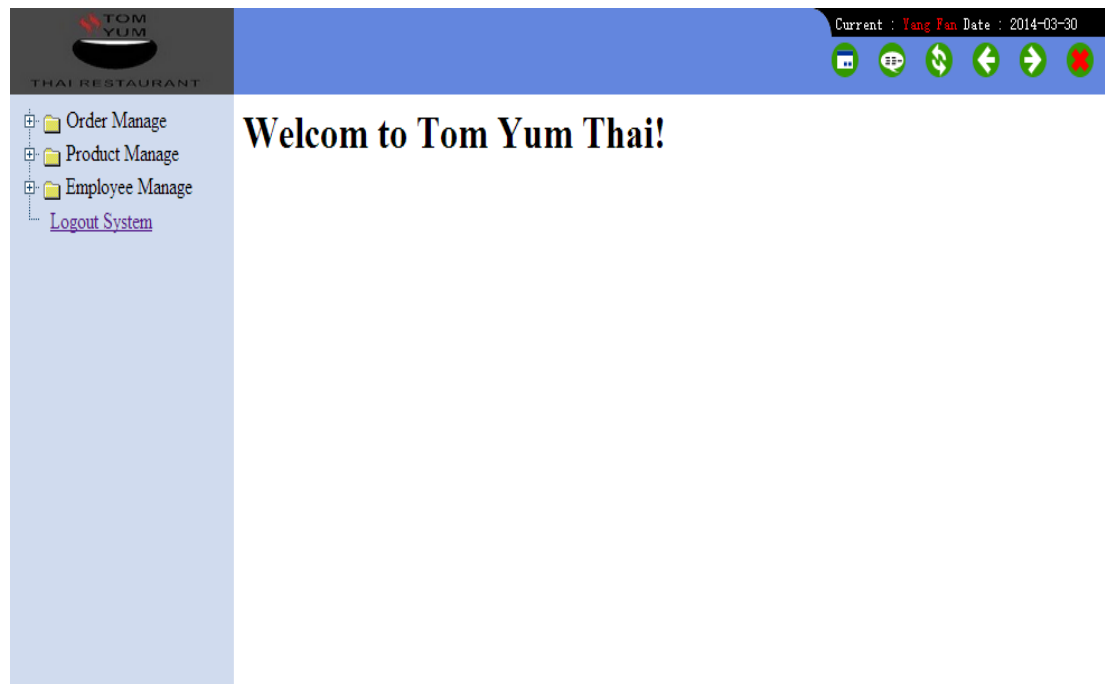 TOM
YUM
THAI RESTAURANT
Current : Yang Fan Date : 2014-03-30
Order Manage
Product Manage
Employee Manage
Logout System
Welcom to Tom Yum Thai!